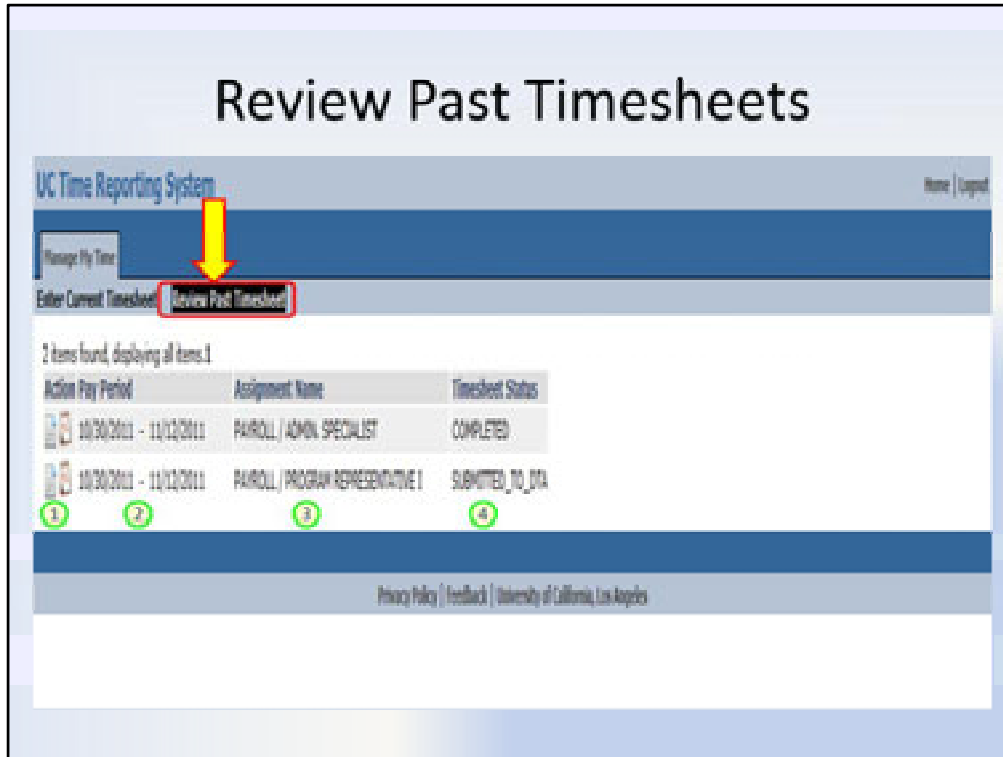 Review Past Timesheets
UC Time Reporting System
Home | Logout
Manage My Time
Enter Current Timesheet Review Past Timesheet
2 items found, displaying all items.1
Action Pay Period Assignment Name Timesheet Status
10/30/2011 - 11/12/2011 PAYROLL / ADMIN. SPECIALIST COMPLETED
10/30/2011 - 11/12/2011 PAYROLL / PROGRAM REPRESENTATIVE I SUBMITTED_TO_DTA
1 2 3 4
Privacy Policy | Feedback | University of California, Los Angeles